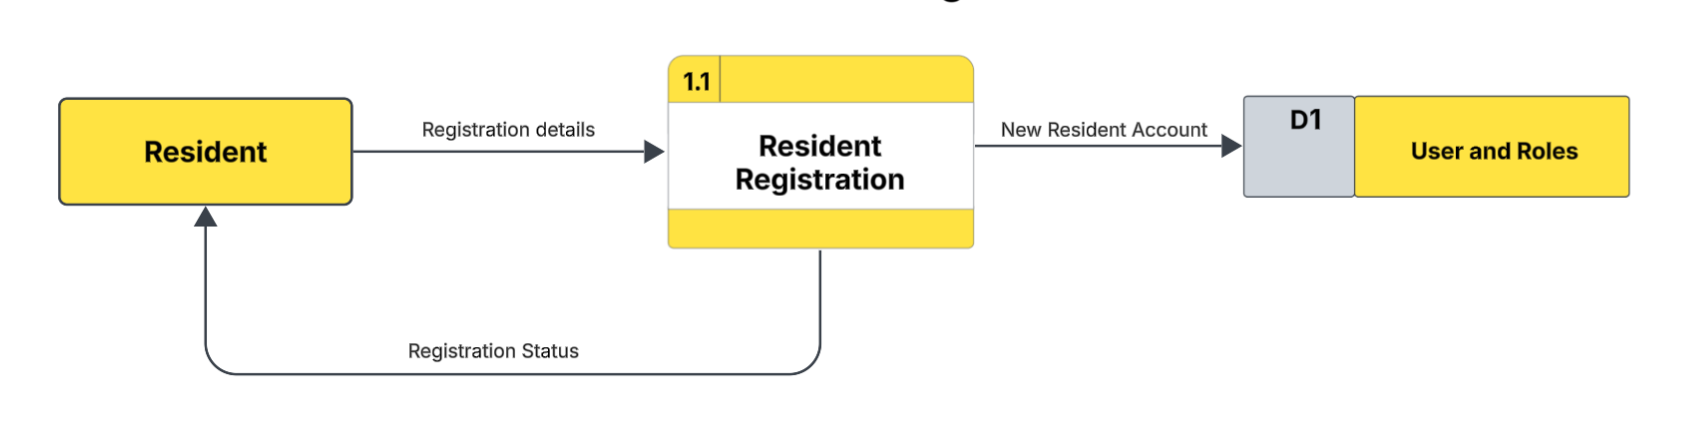 1.1
Resident
Registration details
Resident
Registration
New Resident Account
D1
User and Roles
Registration Status